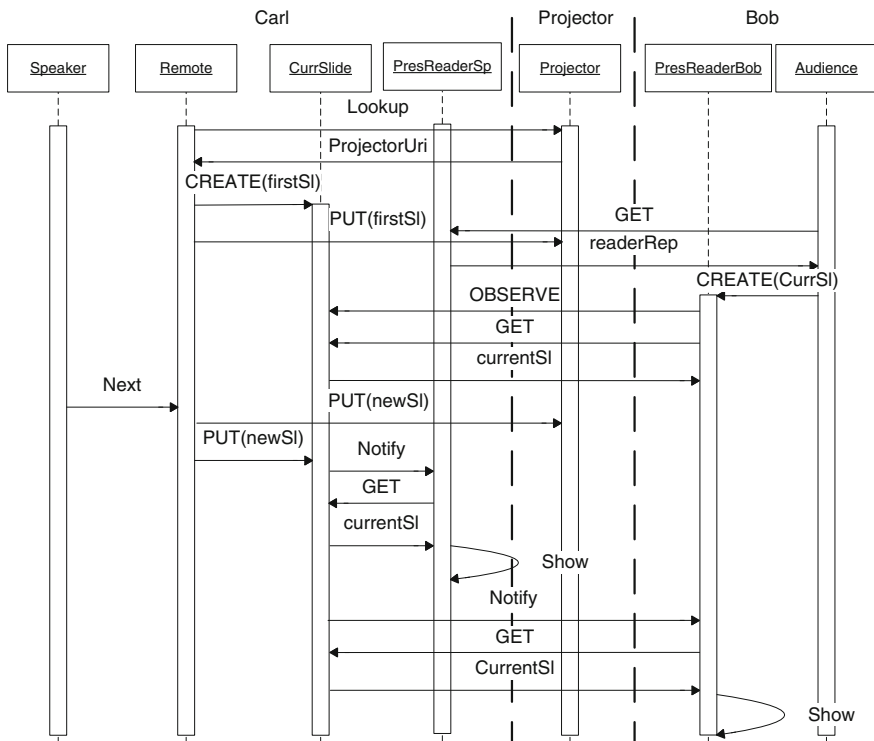 Carl
Projector
Bob
Speaker
Remote
CurrSlide
PresReaderSp
Projector
PresReaderBob
Audience
Lookup
ProjectorUri
CREATE(firstSl)
GET
PUT(firstSl)
readerRep
CREATE(CurrSl)
OBSERVE
GET
currentSl
Next
PUT(newSl)
PUT(newSl)
Notify
GET
currentSl
Show
Notify
GET
CurrentSl
Show